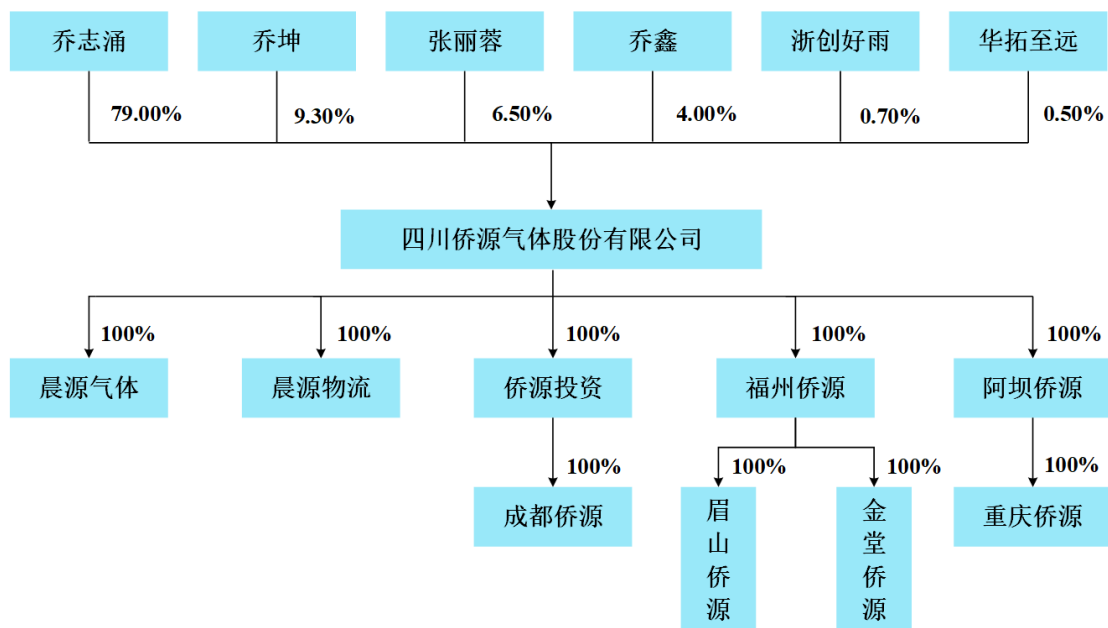 乔志涌
乔坤
张丽蓉
乔鑫
浙创好雨
华拓至远
79.00%
9.30%
6.50%
4.00%
0.70%
0.50%
四川侨源气体股份有限公司
100%
100%
100%
100%
100%
晨源气体
晨源物流
侨源投资
福州侨源
阿坝侨源
100%
100%
100%
100%
成都侨源
眉山侨源
金堂侨源
重庆侨源